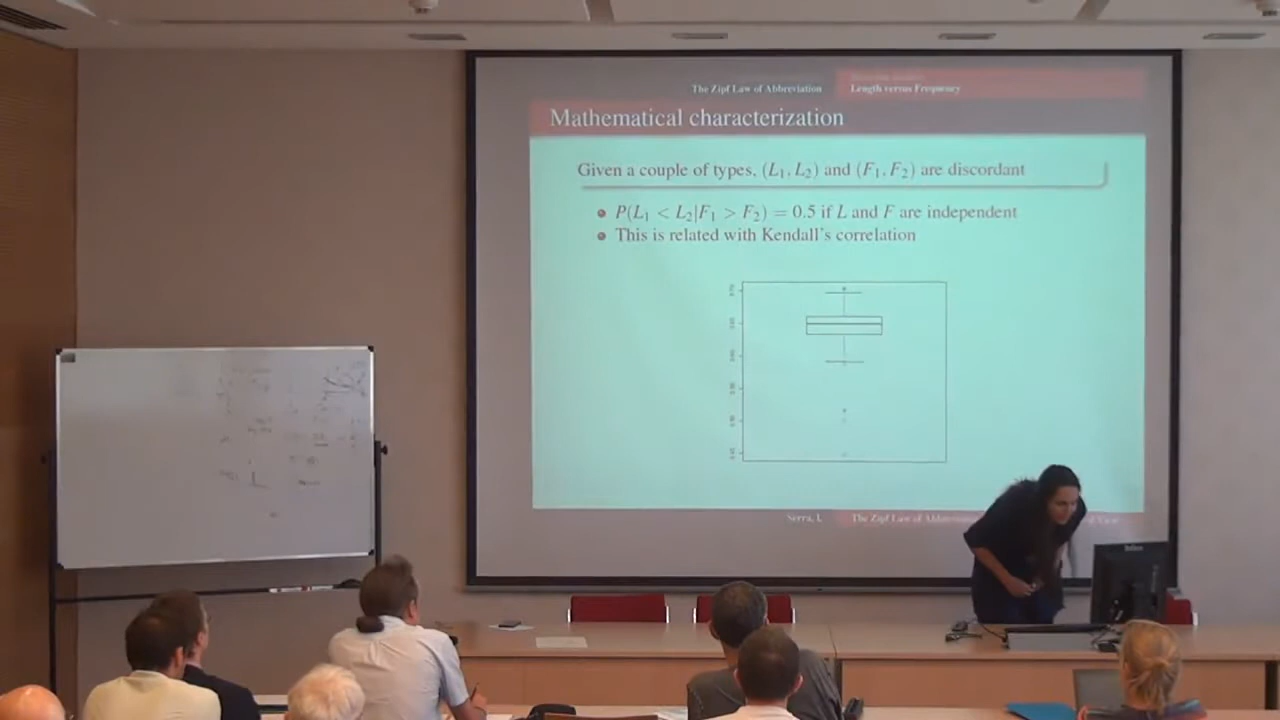 The Zipf Law of Abbreviation
Length versus Frequency
Mathematical characterization
Given a couple of types, (L₁, L₂) and (F₁, F₂) are discordant
P(L₁ < L₂|F₁ > F₂) = 0.5 if L and F are independent
This is related with Kendall's correlation
Serra, I.
The Zipf Law of
View